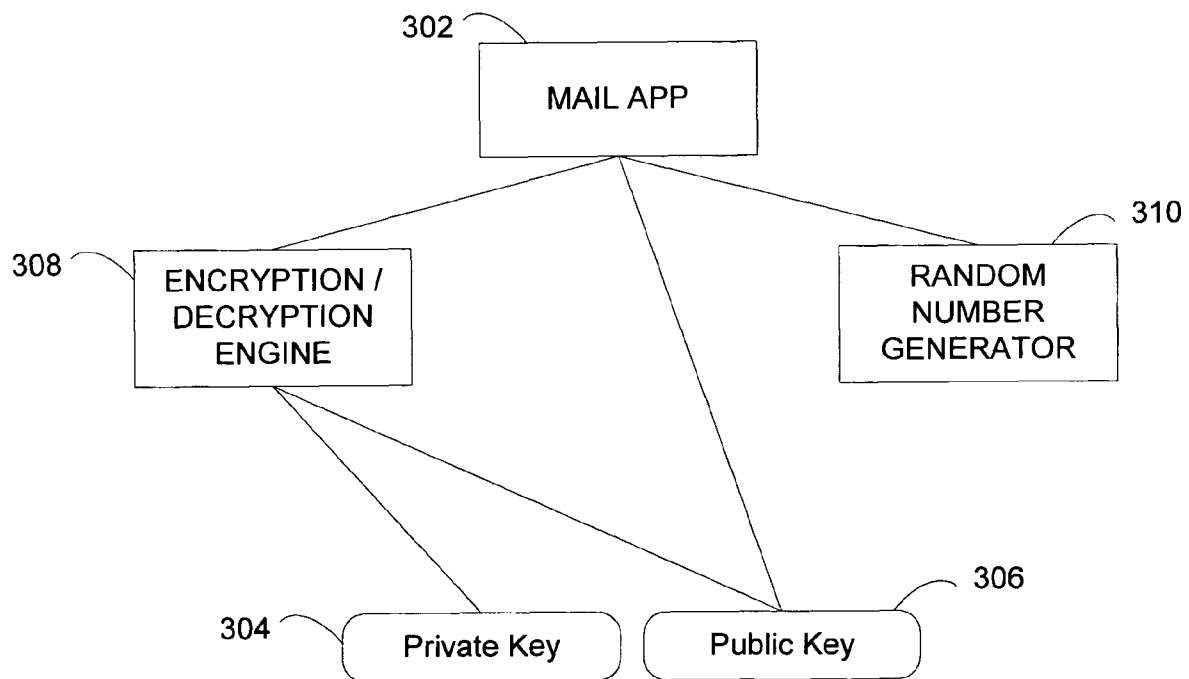 302
MAIL APP
310
308
ENCRYPTION /
DECRYPTION
ENGINE
RANDOM
NUMBER
GENERATOR
306
304
Private Key
Public Key